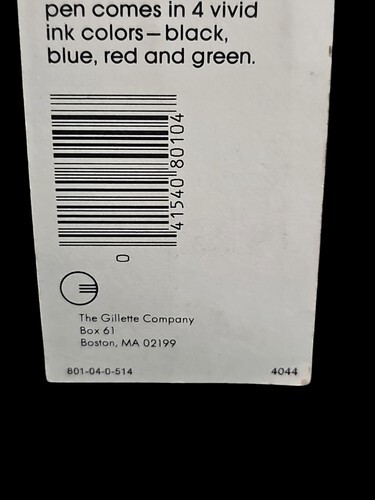 pen comes in 4 vivid
ink colors—black,
blue, red and green.
0 41540 80104
The Gillette Company
Box 61
Boston, MA 02199
801-04-0-514 4044